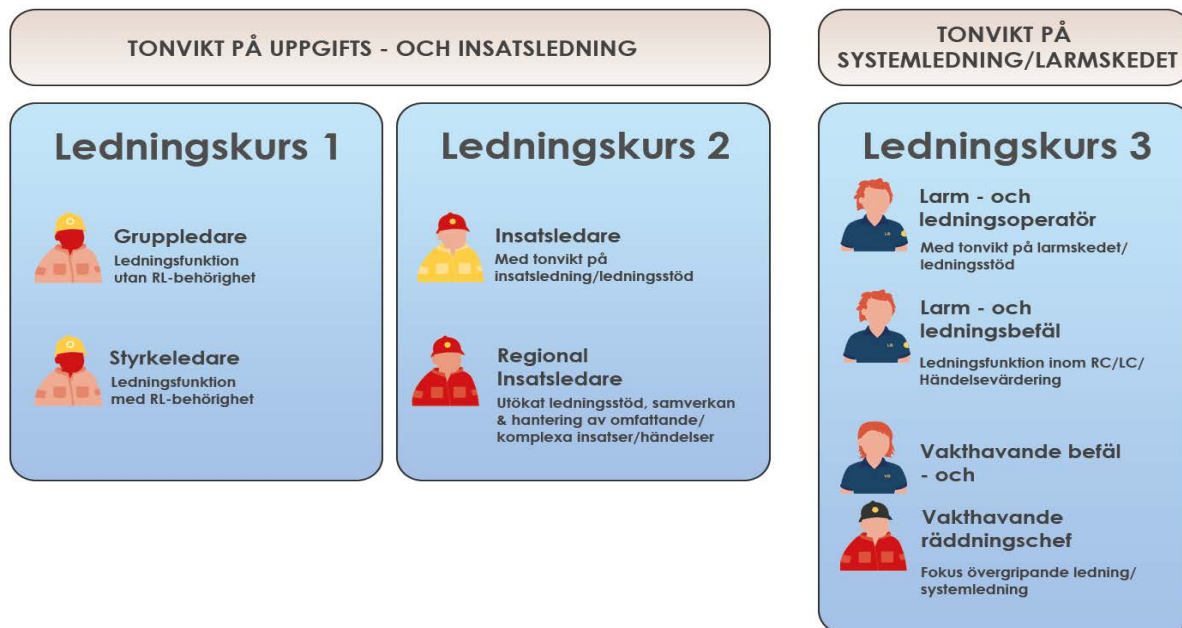 TONVIKT PÅ UPPGIFTS - OCH INSATSLEDNING
Ledningskurs 1
Gruppledare
Ledningsfunktion
utan RL-behörighet
Styrkeledare
Ledningsfunktion
med RL-behörighet
Ledningskurs 2
Insatsledare
Med tonvikt på
insatsledning/ledningsstöd
Regional
Insatsledare
Utökat ledningsstöd, samverkan
& hantering av omfattande/
komplexa insatser/händelser
TONVIKT PÅ
SYSTEMLEDNING/LARMSKEDET
Ledningskurs 3
Larm - och
ledningsoperatör
Med tonvikt på larmskedet/
ledningsstöd
Larm - och
ledningsbefäl
Ledningsfunktion inom RC/LC/
Händelsevärdering
Vakthavande befäl
- och
Vakthavande
räddningschef
Fokus övergripande ledning/
systemledning